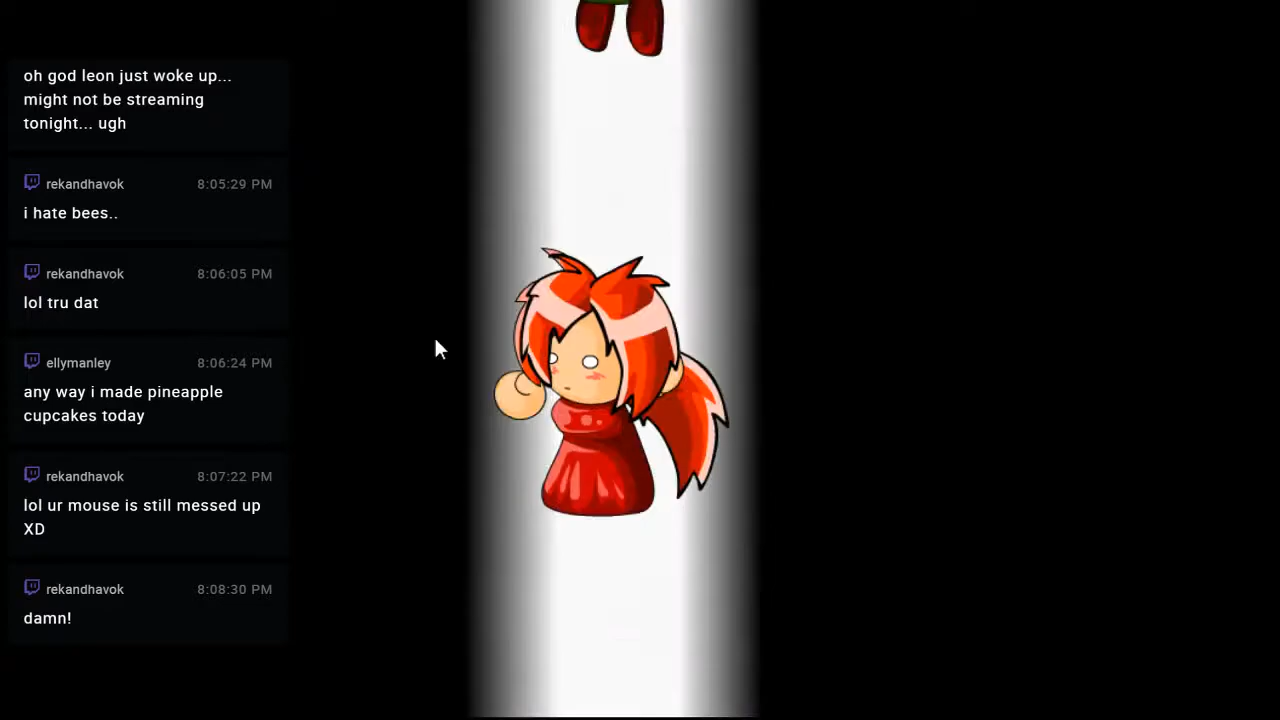 oh god leon just woke up...
might not be streaming
tonight... ugh
rekandhavok 8:05:29 PM
i hate bees..
rekandhavok 8:06:05 PM
lol tru dat
ellymanley 8:06:24 PM
any way i made pineapple
cupcakes today
rekandhavok 8:07:22 PM
lol ur mouse is still messed up
XD
rekandhavok 8:08:30 PM
damn!